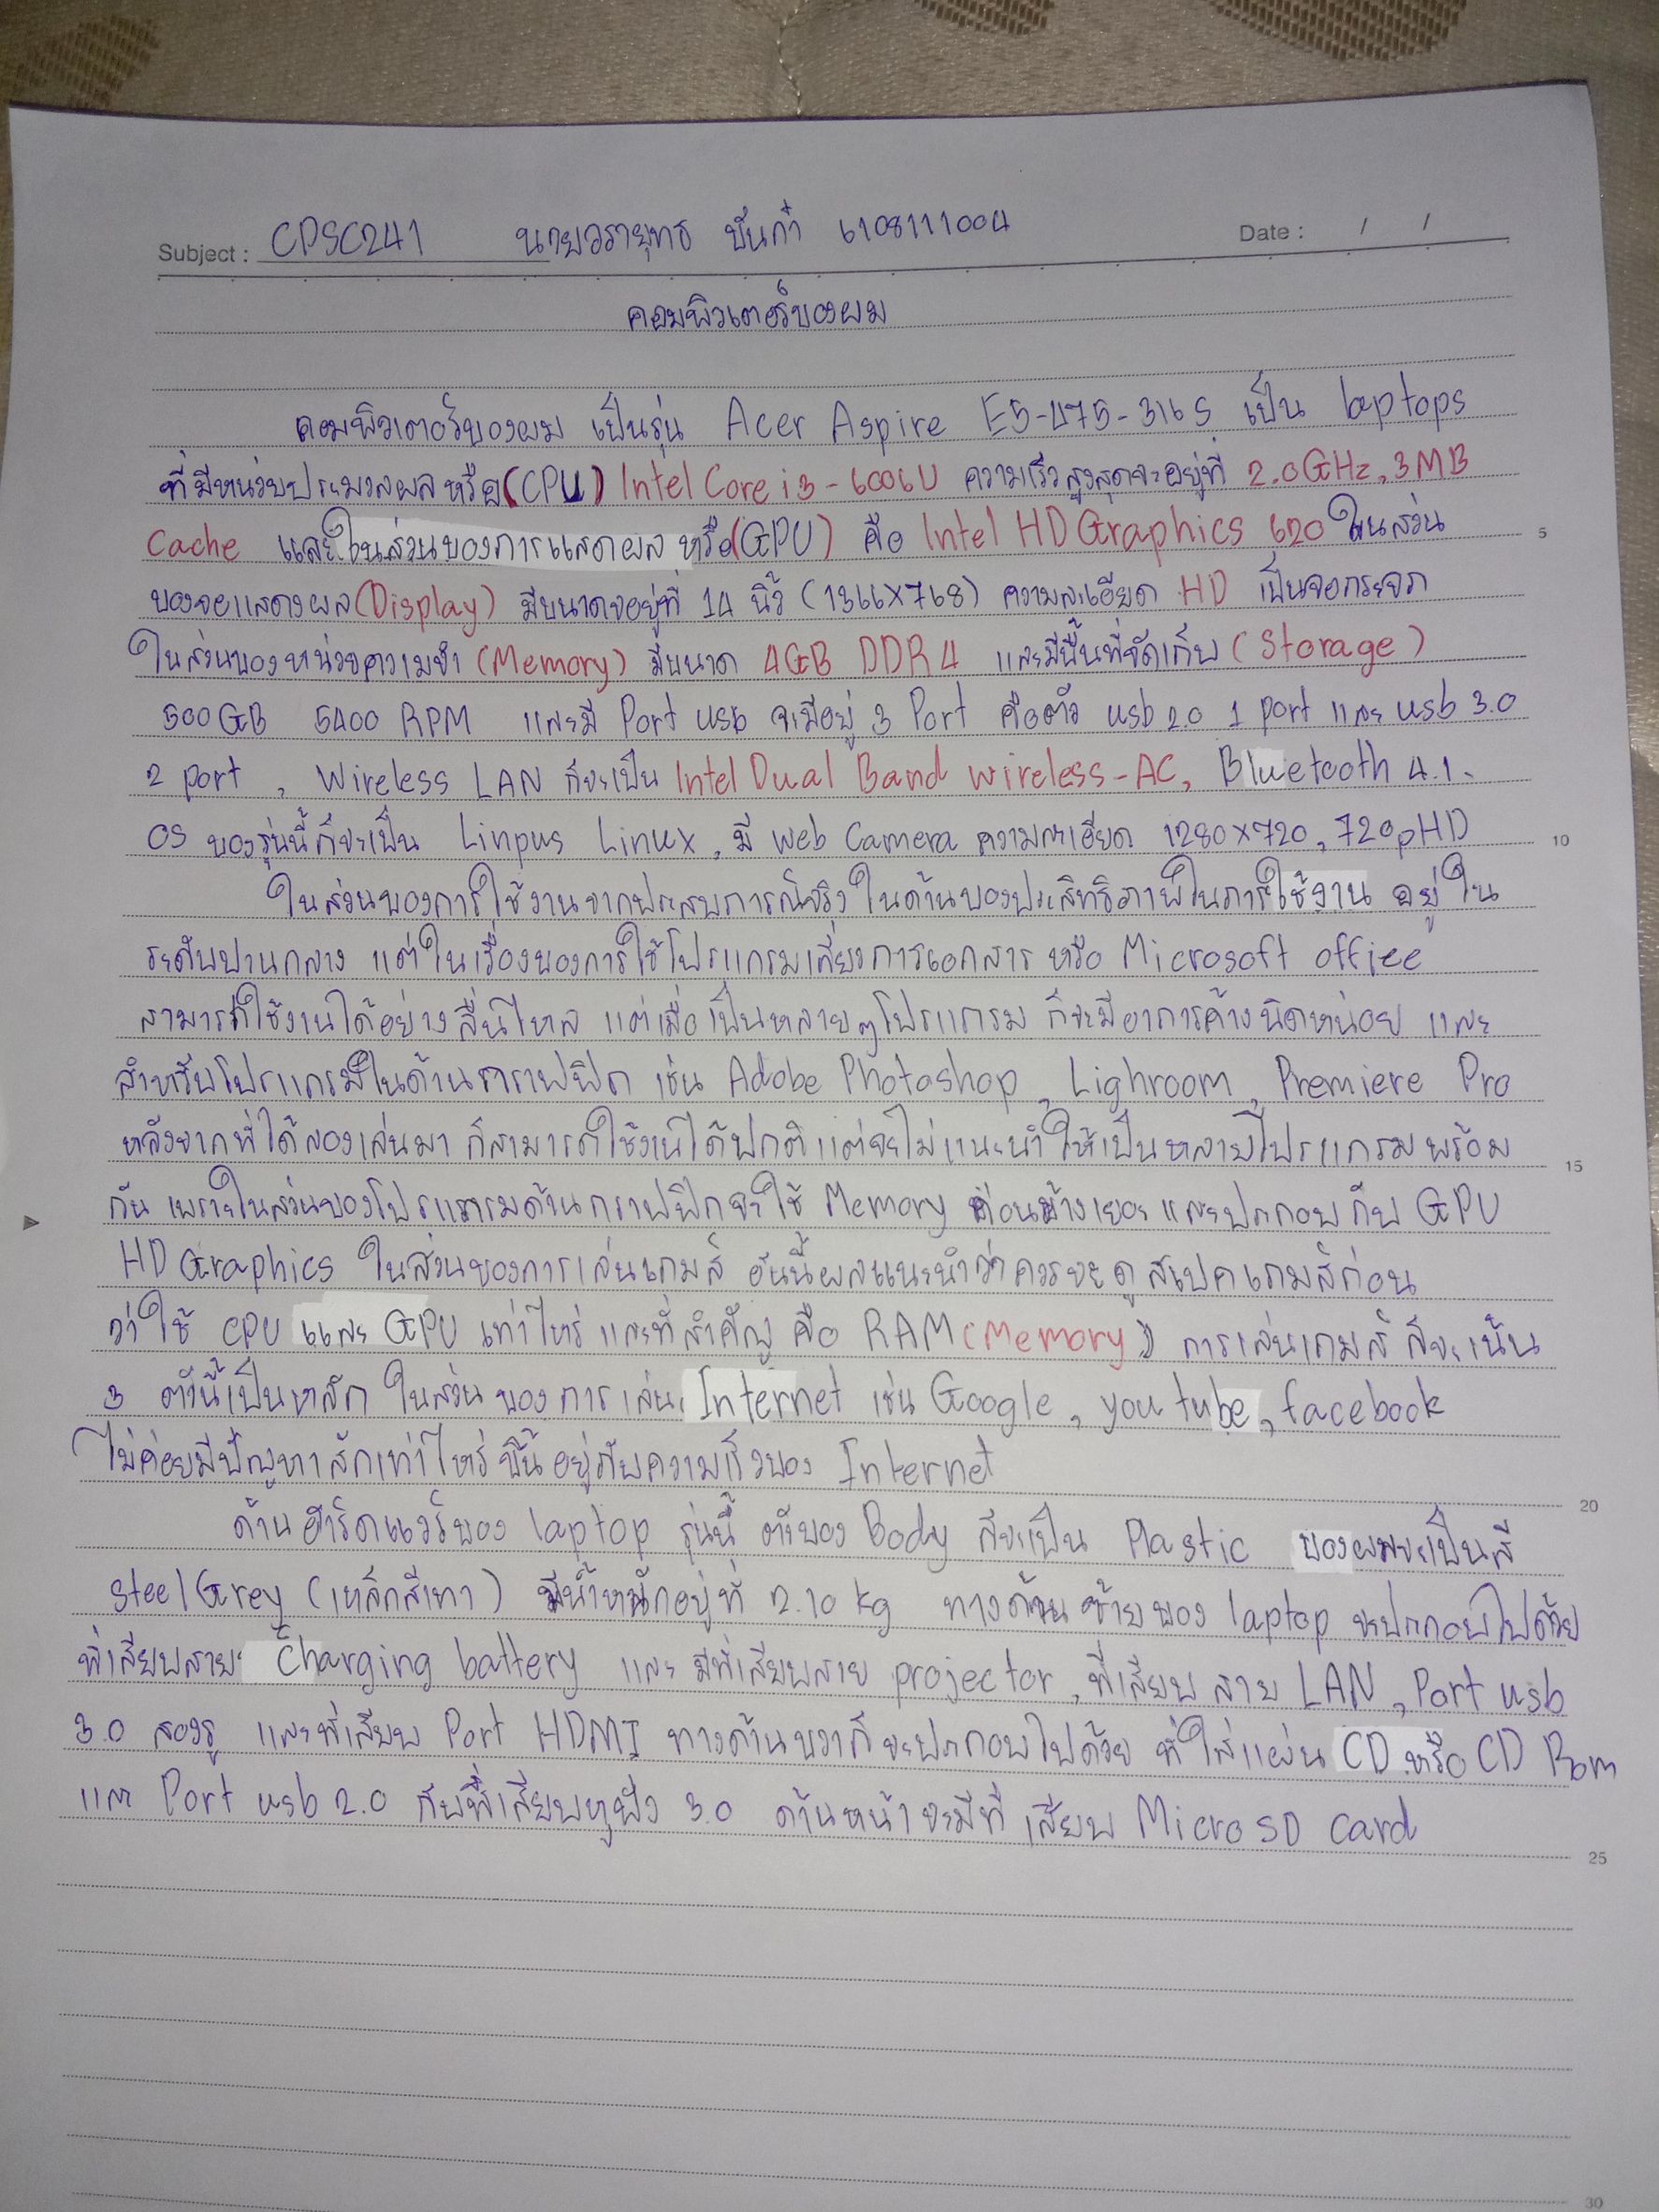 Subject : CPSC241 นายวรายุทธ ปันก๋า 6108111004 Date : / /
คอมพิวเตอร์ของผม
คอมพิวเตอร์ของผม เป็นรุ่น Acer Aspire E5-475-316S เป็น laptops
ที่มีหน่วยประมวลผล หรือ (CPU) Intel Core i3-6006U ความเร็วสูงสุดจะอยู่ที่ 2.0GHz, 3MB
Cache และในส่วนของการแสดงผล หรือ (GPU) คือ Intel HD Graphics 620 ในส่วน 5
ของจอแสดงผล (Display) มีขนาดจออยู่ที่ 14 นิ้ว (1366x768) ความละเอียด HD เป็นจอกระจก
ในส่วนของหน่วยความจำ (Memory) มีขนาด 4GB DDR4 และมีพื้นที่จัดเก็บ (Storage)
500GB 5400 RPM และมี Port usb จะมีอยู่ 3 Port คือตัว usb 2.0 1 port และ usb 3.0
2 port , Wireless LAN ก็จะเป็น Intel Dual Band wireless-AC, Bluetooth 4.1.
OS ของรุ่นนี้ก็จะเป็น Linpus Linux, มี Web Camera ความละเอียด 1280x720, 720pHD 10
ในส่วนของการใช้งานจากประสบการณ์จริง ในด้านของประสิทธิภาพในการใช้งาน อยู่ใน
ระดับปานกลาง แต่ในเรื่องของการใช้โปรแกรมเกี่ยวการเอกสาร หรือ Microsoft office
สามารถใช้งานได้อย่างลื่นไหล แต่เมื่อเปิดหลายๆโปรแกรม ก็จะมีอาการค้างนิดหน่อย และ
สำหรับโปรแกรมในด้านกราฟฟิก เช่น Adobe Photoshop, Lighroom, Premiere Pro
หลังจากที่ได้ลองเล่นมา ก็สามารถใช้งานได้ปกติ แต่จะไม่แนะนำ ให้เปิดหลายโปรแกรมพร้อม 15
กัน เพราะในส่วนของโปรแกรมด้านกราฟฟิกจะใช้ Memory ค่อนข้างเยอะ และประกอบกับ GPU
HD Graphics ในส่วนของการเล่นเกมส์ อันนี้ผมแนะนำว่าควรจะดู สเปคเกมส์ก่อน
ว่าใช้ CPU และ GPU เท่าไหร่ และที่สำคัญ คือ RAM (Memory) การเล่นเกมส์ ก็จะเน้น
3 ตัวนี้เป็นหลัก ในส่วนของการเล่น Internet เช่น Google, youtube, facebook
ไม่ค่อยมีปัญหาสักเท่าไหร่ ขึ้นอยู่กับความเร็วของ Internet
20
ด้านฮาร์ดแวร์ของ laptop รุ่นนี้ ตัวของ Body ก็จะเป็น Plastic ของผมจะเป็นสี
Steel Grey (เหล็กสีเทา) มีน้ำหนักอยู่ที่ 2.10 kg ทางด้านซ้ายของ laptop จะประกอบไปด้วย
ที่เสียบสาย Charging battery และ มีที่เสียบสาย projector, ที่เสียบ สาย LAN, Port usb
3.0 สองรู และที่เสียบ Port HDMI ทางด้านขวาก็จะประกอบไปด้วย ที่ใส่แผ่น CD หรือ CD Rom
และ Port usb 2.0 กับที่เสียบหูฟัง 3.0 ด้านหน้าจะมีที่ เสียบ Micro SD card
25
30